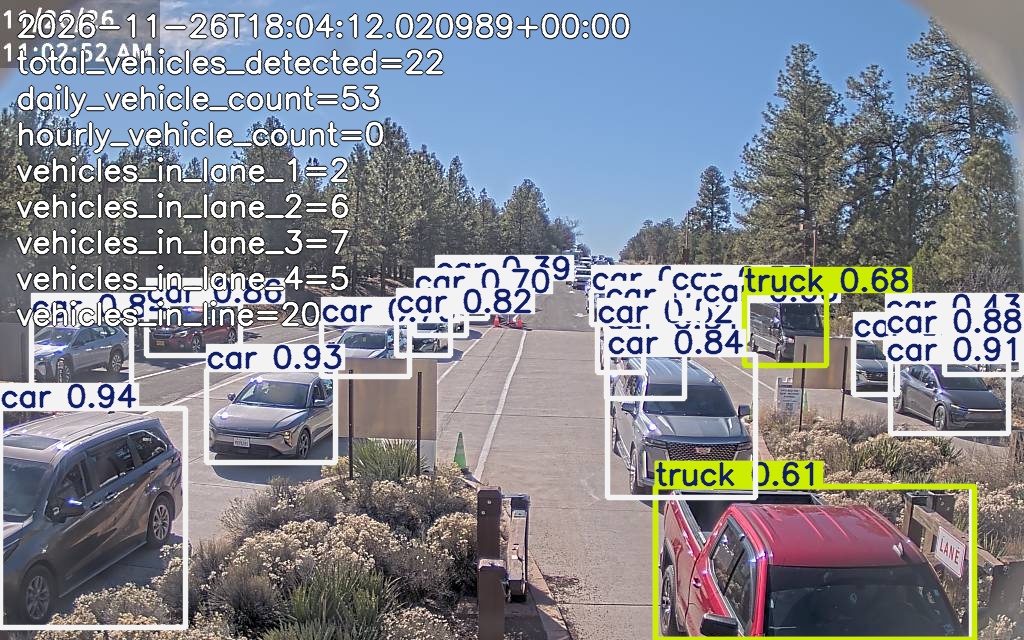 2026-11-26T18:04:12.020989+00:00
11:02:52 AM
total_vehicles_detected=22
daily_vehicle_count=53
hourly_vehicle_count=0
vehicles_in_lane_1=2
vehicles_in_lane_2=6
vehicles_in_lane_3=7
vehicles_in_lane_4=5
vehicles_in_line=20
0.39
car 0.70
truck 0.68
car 0.86
car 0.82
car
car 0.43
car 0.88
car 0.84
car 0.91
car 0.93
car 0.94
truck 0.61
LANE